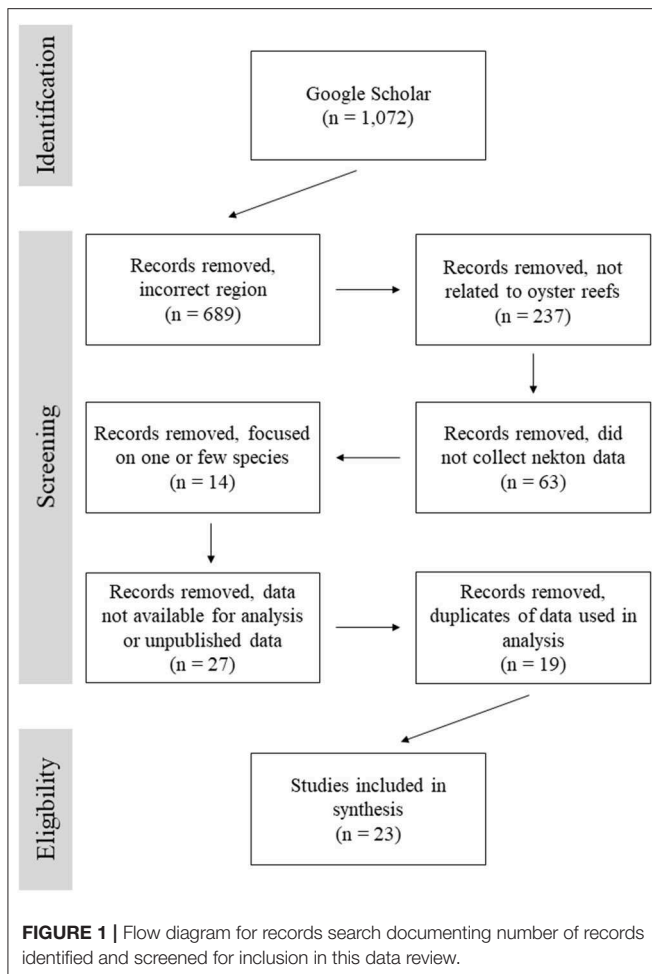 Identification
Google Scholar
(n = 1,072)
Screening
Records removed,
incorrect region
(n = 689)
Records removed, not
related to oyster reefs
(n = 237)
Records removed, did
not collect nekton data
(n = 63)
Records removed, focused
on one or few species
(n = 14)
Records removed, data
not available for analysis
or unpublished data
(n = 27)
Records removed,
duplicates of data used in
analysis
(n = 19)
Eligibility
Studies included in
synthesis
(n = 23)
FIGURE 1 | Flow diagram for records search documenting number of records
identified and screened for inclusion in this data review.